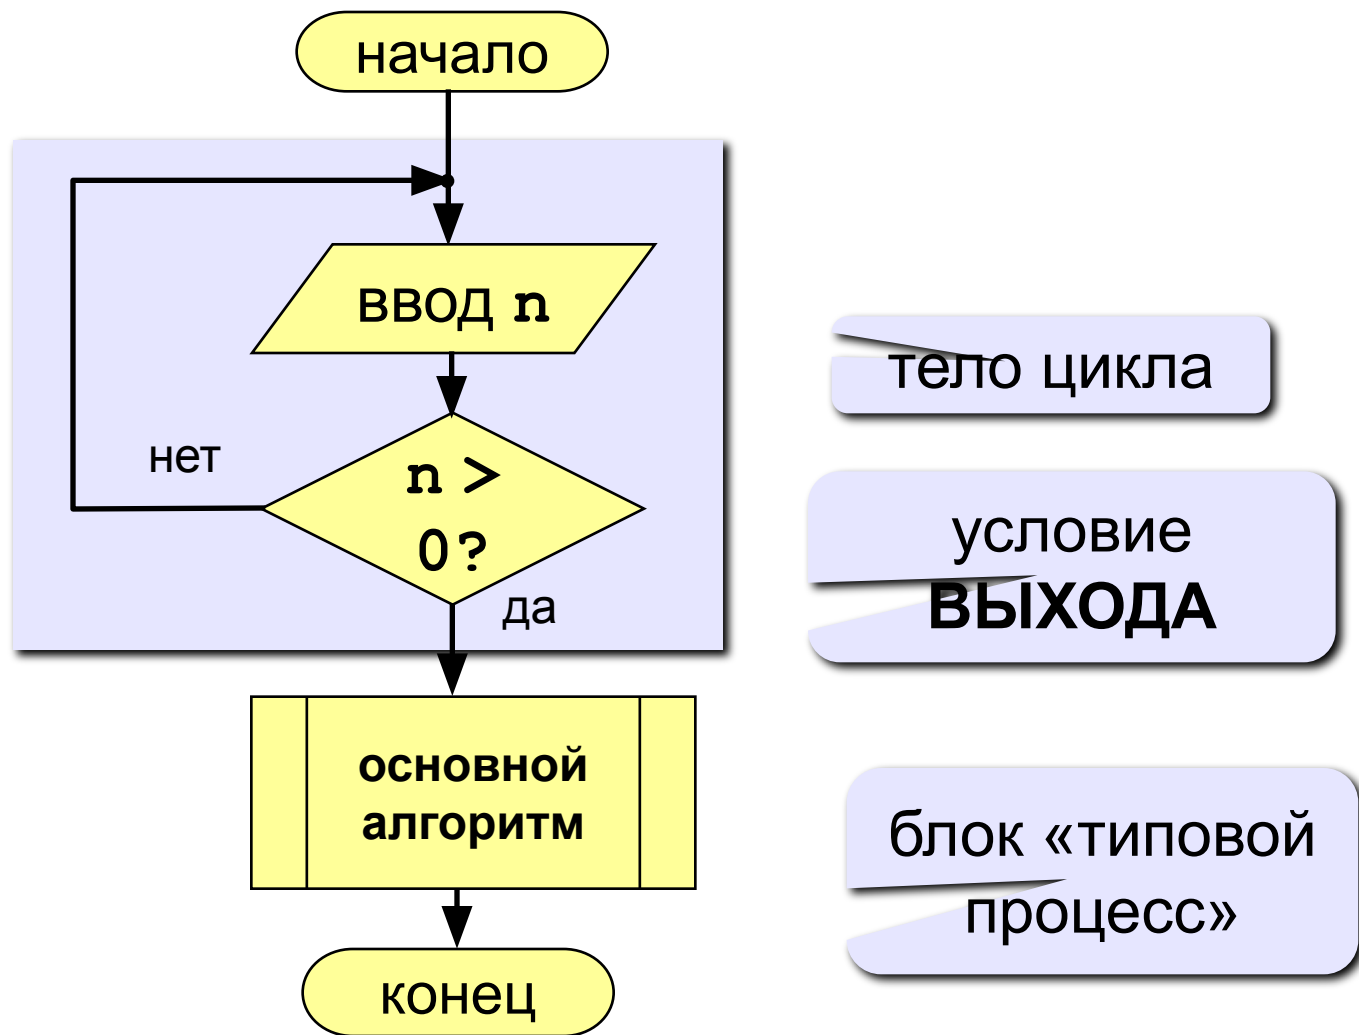 начало
ввод n
нет
n >
0?
да
основной
алгоритм
конец
тело цикла
условие
ВЫХОДА
блок «типовой
процесс»